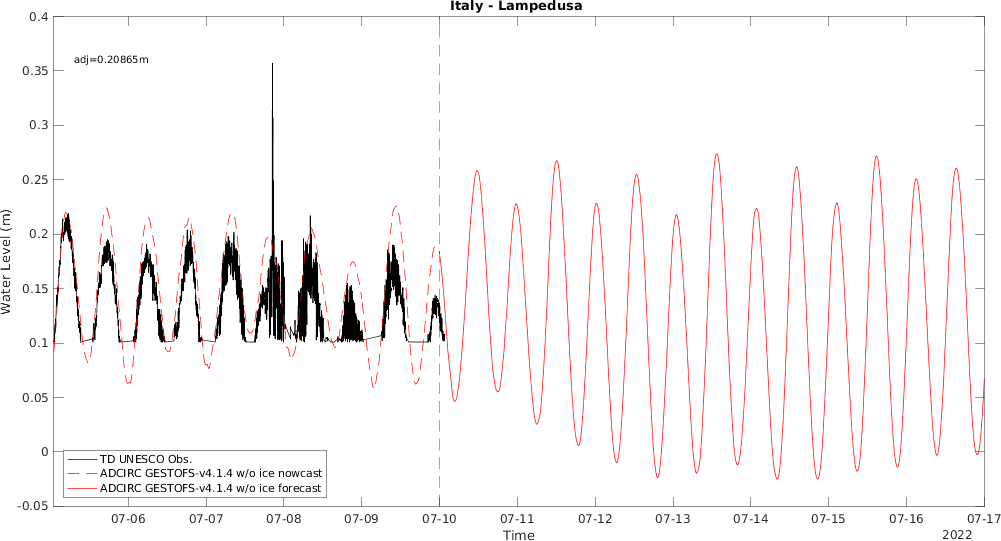 Italy - Lampedusa
adj=0.20865m
0.4
0.35
0.3
0.25
0.2
0.15
0.1
0.05
0
-0.05
Water Level (m)
TD UNESCO Obs.
ADCIRC GESTOFS-v4.1.4 w/o ice nowcast
ADCIRC GESTOFS-v4.1.4 w/o ice forecast
07-06 07-07 07-08 07-09 07-10 07-11 07-12 07-13 07-14 07-15 07-16 07-17
Time
2022